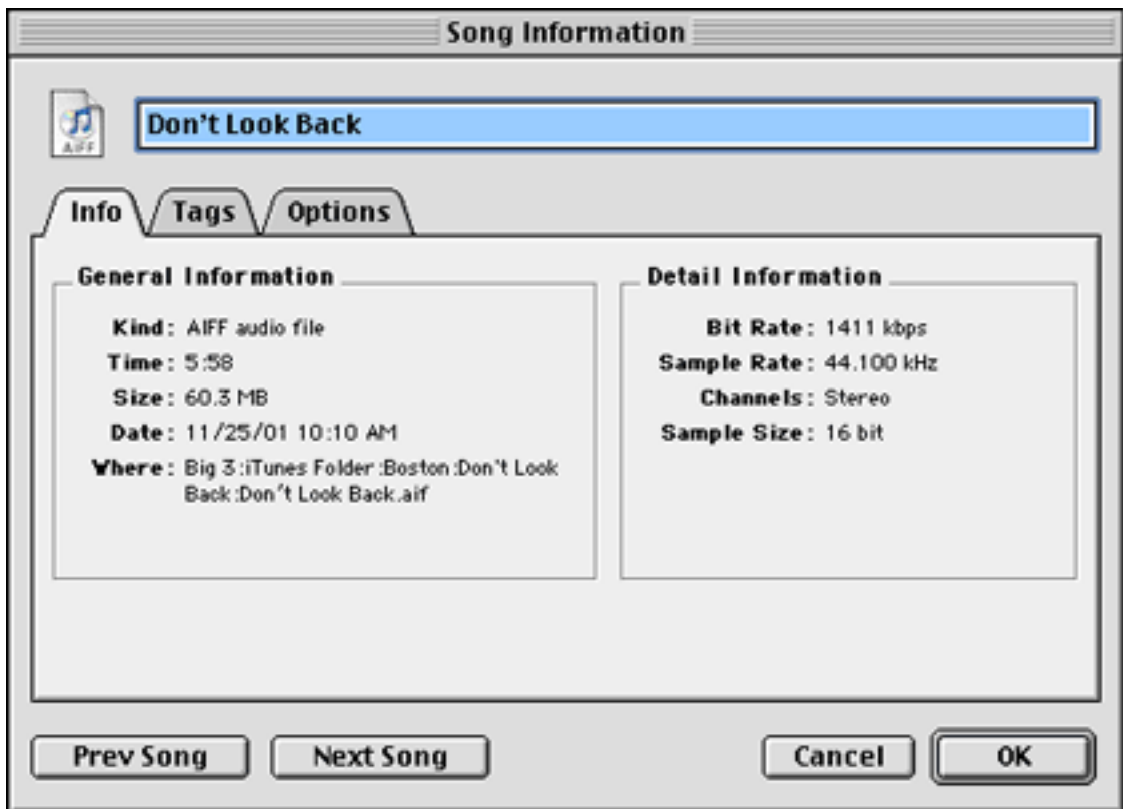 Song Information
AIFF
Don't Look Back
Info
Tags
Options
General Information
Kind: AIFF audio file
Time: 5:58
Size: 60.3 MB
Date: 11/25/01 10:10 AM
Where: Big 3:iTunes Folder:Boston:Don't Look
Back:Don't Look Back.aif
Detail Information
Bit Rate: 1411 kbps
Sample Rate: 44.100 kHz
Channels: Stereo
Sample Size: 16 bit
Prev Song
Next Song
Cancel
OK